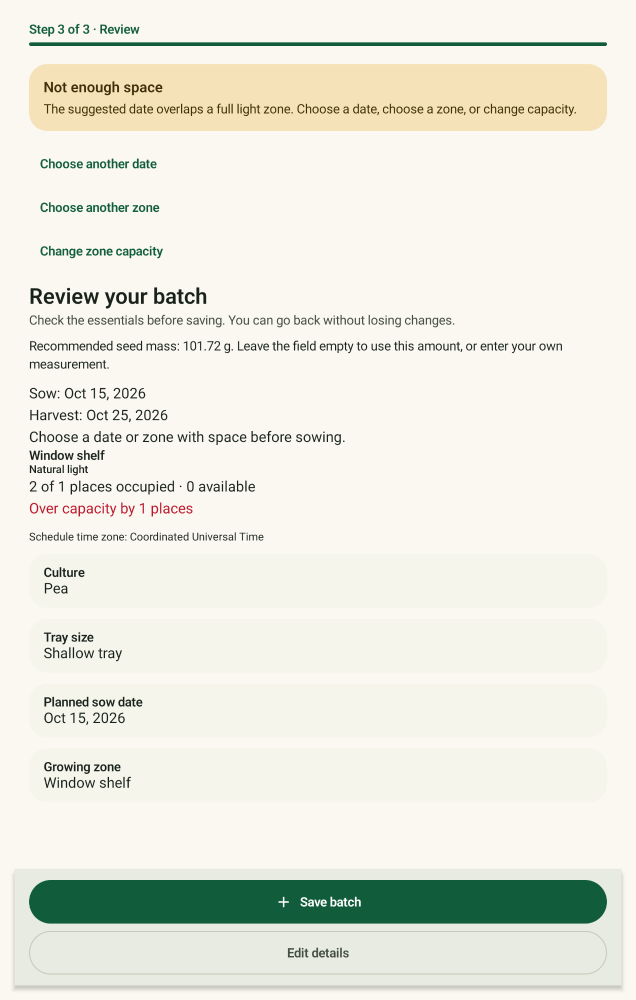 Step 3 of 3 · Review
Not enough space
The suggested date overlaps a full light zone. Choose a date, choose a zone, or change capacity.
Choose another date
Choose another zone
Change zone capacity
Review your batch
Check the essentials before saving. You can go back without losing changes.
Recommended seed mass: 101.72 g. Leave the field empty to use this amount, or enter your own
measurement.
Sow: Oct 15, 2026
Harvest: Oct 25, 2026
Choose a date or zone with space before sowing.
Window shelf
Natural light
2 of 1 places occupied · 0 available
Over capacity by 1 places
Schedule time zone: Coordinated Universal Time
Culture
Pea
Tray size
Shallow tray
Planned sow date
Oct 15, 2026
Growing zone
Window shelf
+ Save batch
Edit details